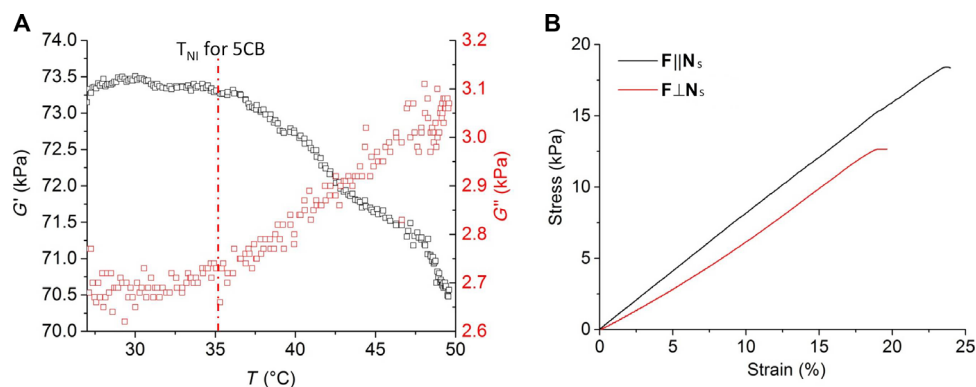 A
74.0
73.5
73.0
72.5
72.0
71.5
71.0
70.5
70.0
G' (kPa)
T_NI for 5CB
3.2
3.1
3.0
2.9
2.8
2.7
2.6
G'' (kPa)
30 35 40 45 50
T (°C)
B
20
15
10
5
0
Stress (kPa)
F||Ns
F⊥Ns
0 5 10 15 20 25
Strain (%)